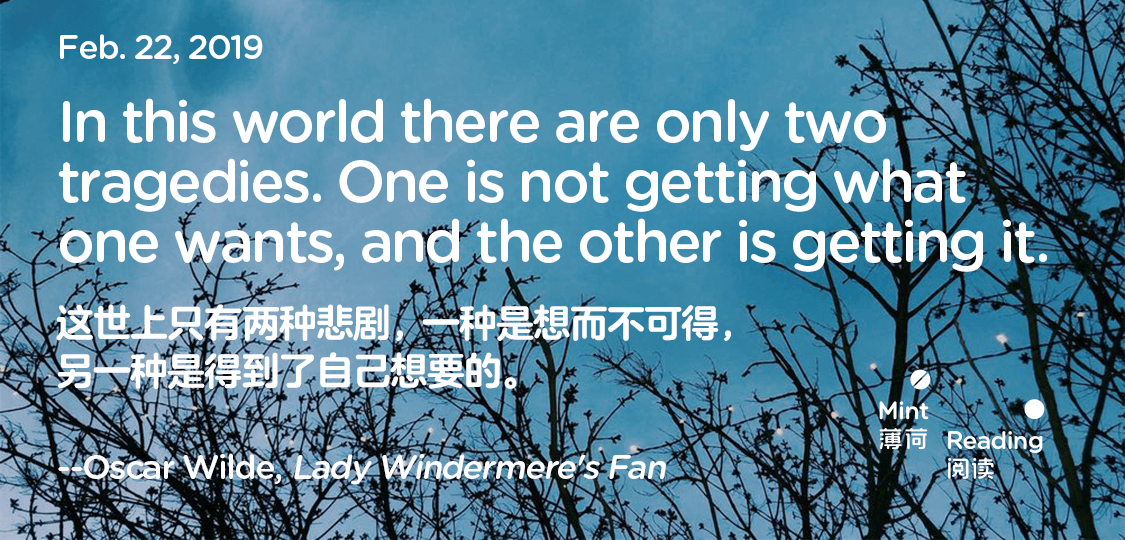 Feb. 22, 2019
In this world there are only two
tragedies. One is not getting what
one wants, and the other is getting it.
这世上只有两种悲剧，一种是想而不可得，
另一种是得到了自己想要的。
--Oscar Wilde, Lady Windermere's Fan
Mint
薄荷
Reading
阅读